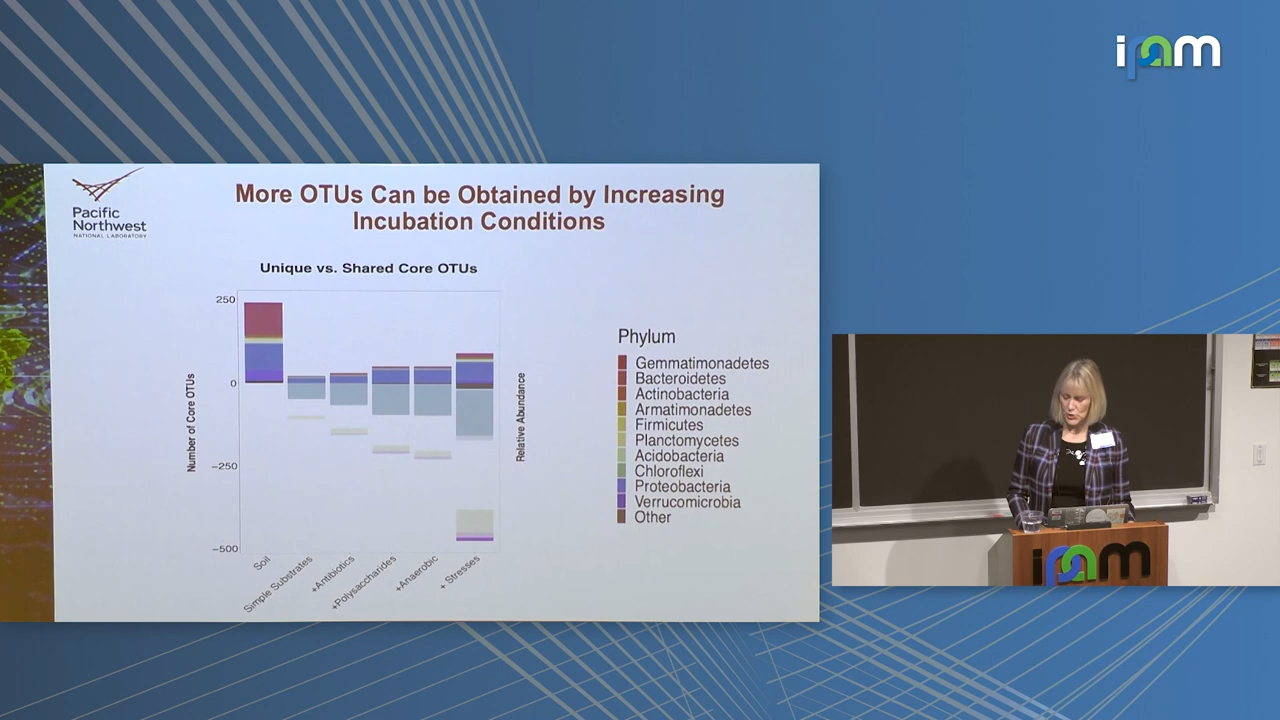 ipam
Pacific
Northwest
NATIONAL LABORATORY
More OTUs Can be Obtained by Increasing
Incubation Conditions
Unique vs. Shared Core OTUs
Number of Core OTUs
250
0
−250
−500
Soil
Simple Substrates
+Antibiotics
+Polysaccharides
+Anaerobic
+ Stresses
Relative Abundance
Phylum
Gemmatimonadetes
Bacteroidetes
Actinobacteria
Armatimonadetes
Firmicutes
Planctomycetes
Acidobacteria
Chloroflexi
Proteobacteria
Verrucomicrobia
Other
ipam